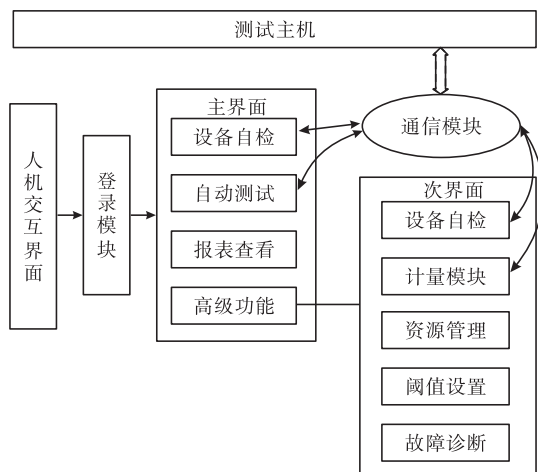 测试主机
人机交互界面
登录模块
主界面
设备自检
自动测试
报表查看
高级功能
通信模块
次界面
设备自检
计量模块
资源管理
阈值设置
故障诊断